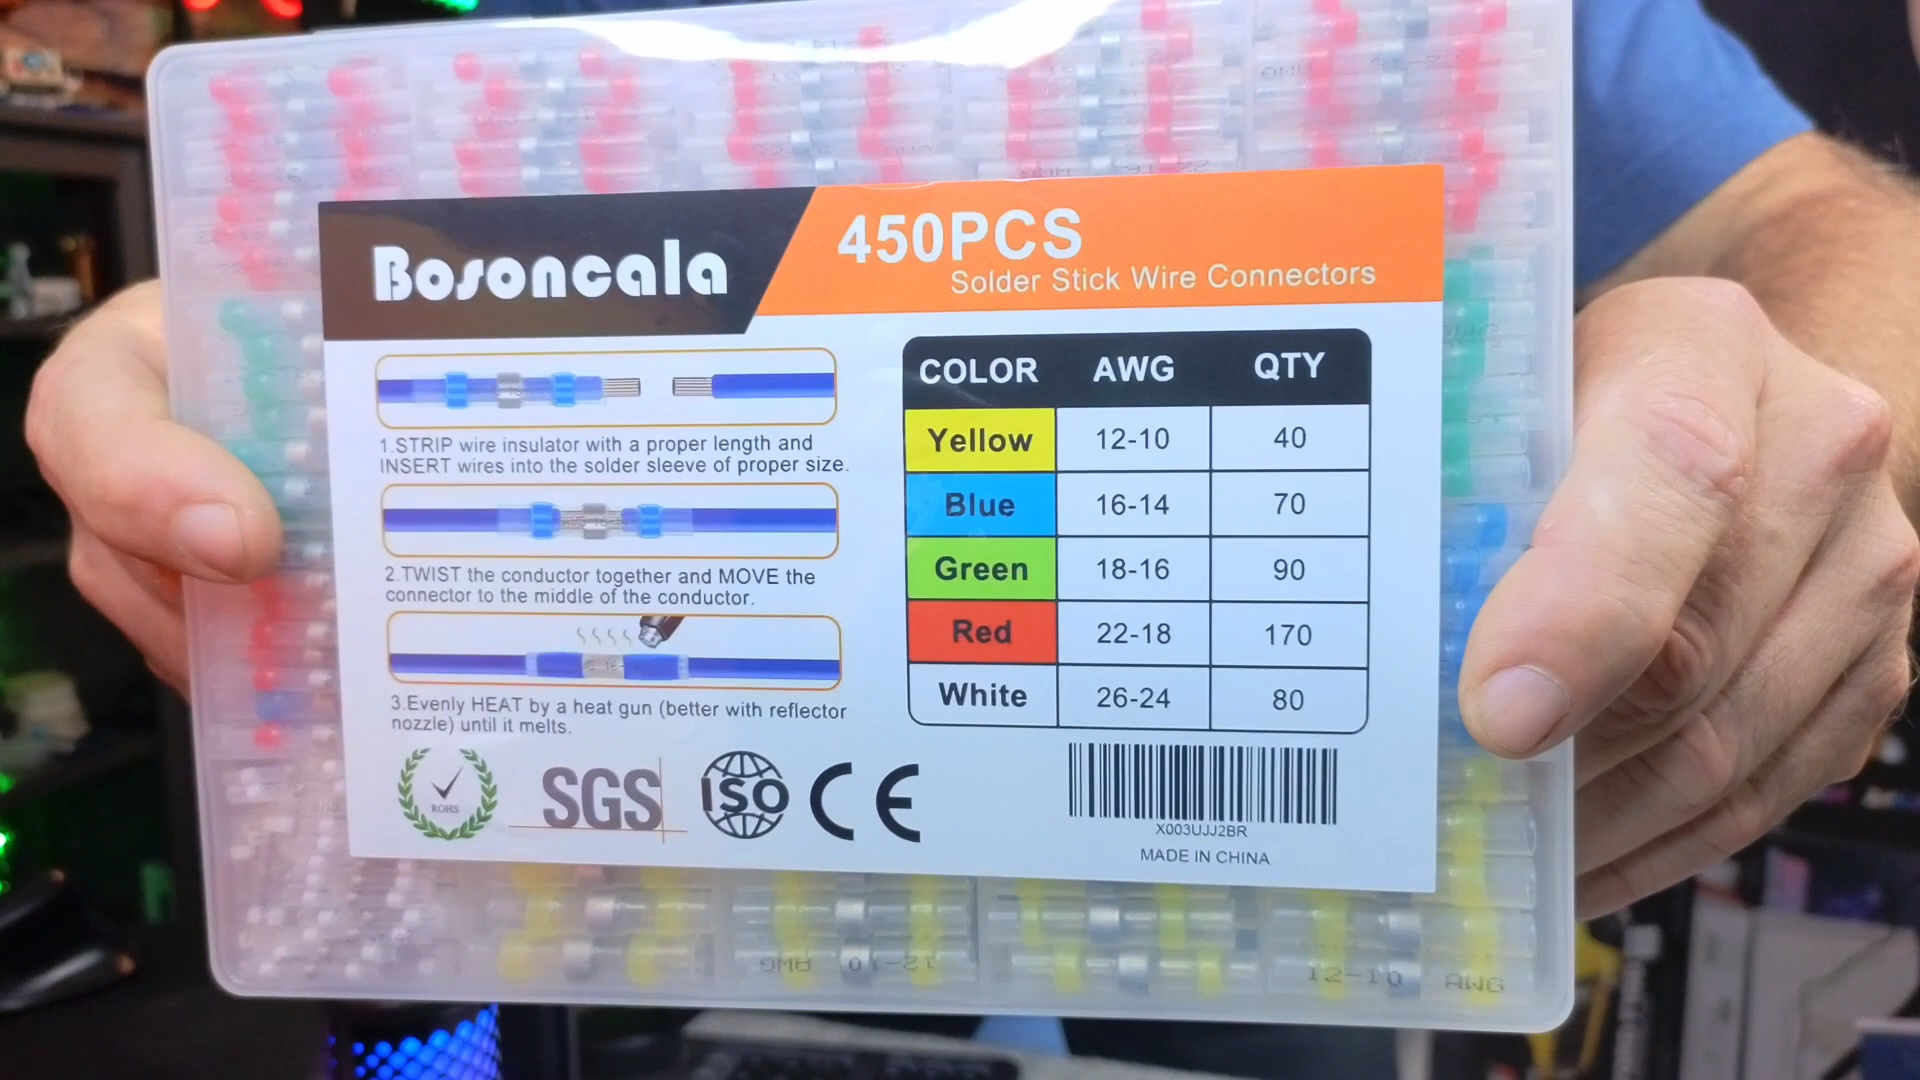 Bosoncala
450PCS
Solder Stick Wire Connectors
1.STRIP wire insulator with a proper length and
INSERT wires into the solder sleeve of proper size.
2.TWIST the conductor together and MOVE the
connector to the middle of the conductor.
3.Evenly HEAT by a heat gun (better with reflector
nozzle) until it melts.
COLOR AWG QTY
Yellow 12-10 40
Blue 16-14 70
Green 18-16 90
Red 22-18 170
White 26-24 80
ROHS
SGS
ISO
CE
X003UJJ2BR
MADE IN CHINA
12-10 AWG